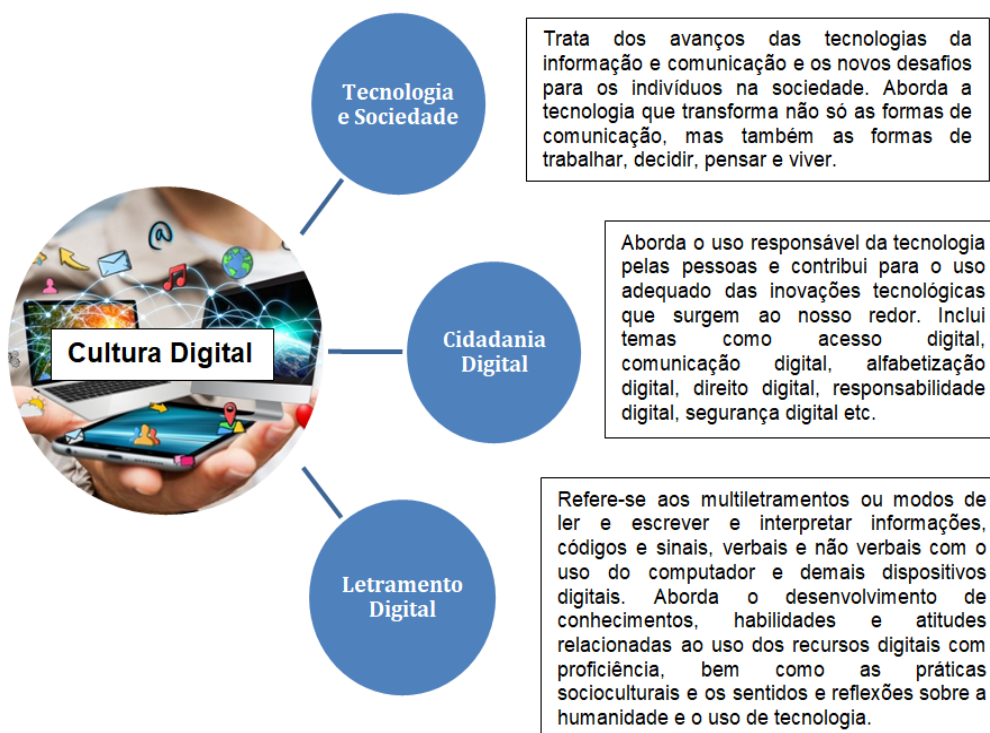 Tecnologia
e Sociedade
Trata dos avanços das tecnologias da
informação e comunicação e os novos desafios
para os indivíduos na sociedade. Aborda a
tecnologia que transforma não só as formas de
comunicação, mas também as formas de
trabalhar, decidir, pensar e viver.
Cultura Digital
Cidadania
Digital
Aborda o uso responsável da tecnologia
pelas pessoas e contribui para o uso
adequado das inovações tecnológicas
que surgem ao nosso redor. Inclui
temas como acesso digital,
comunicação digital, alfabetização
digital, direito digital, responsabilidade
digital, segurança digital etc.
Letramento
Digital
Refere-se aos multiletramentos ou modos de
ler e escrever e interpretar informações,
códigos e sinais, verbais e não verbais com o
uso do computador e demais dispositivos
digitais. Aborda o desenvolvimento de
conhecimentos, habilidades e atitudes
relacionadas ao uso dos recursos digitais com
proficiência, bem como as práticas
socioculturais e os sentidos e reflexões sobre a
humanidade e o uso de tecnologia.